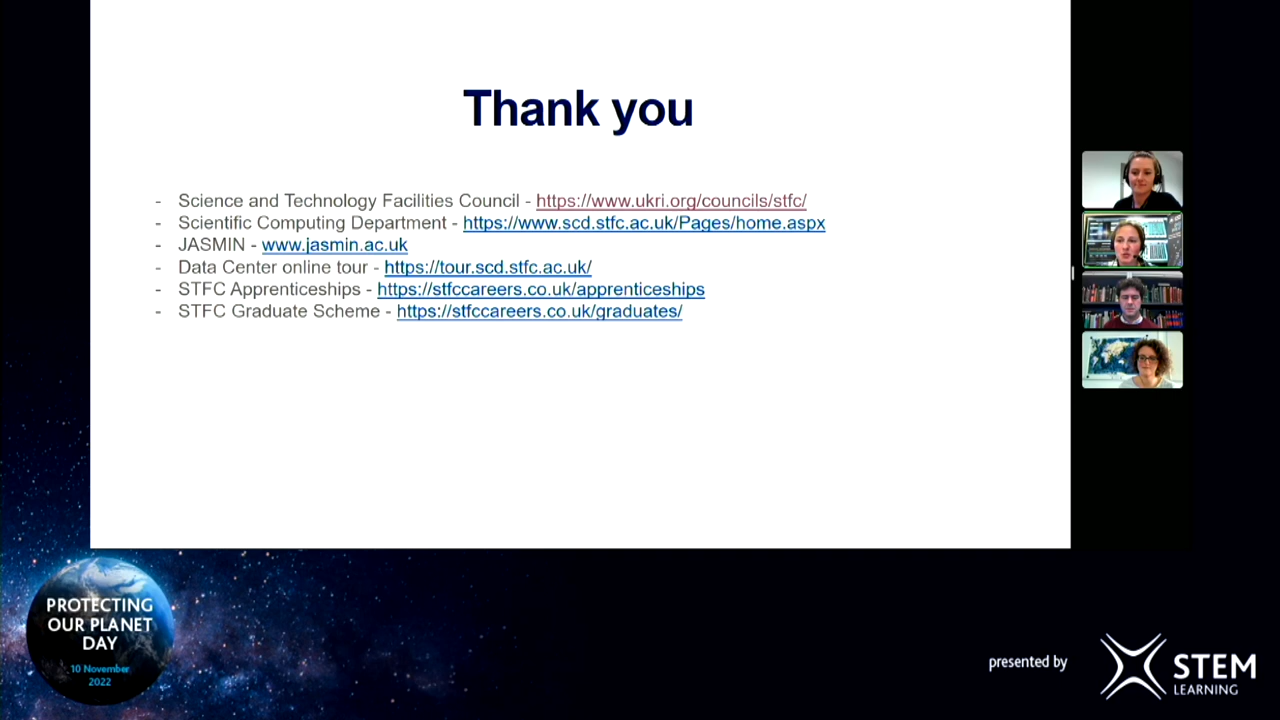 Thank you
- Science and Technology Facilities Council - https://www.ukri.org/councils/stfc/
- Scientific Computing Department - https://www.scd.stfc.ac.uk/Pages/home.aspx
- JASMIN - www.jasmin.ac.uk
- Data Center online tour - https://tour.scd.stfc.ac.uk/
- STFC Apprenticeships - https://stfccareers.co.uk/apprenticeships
- STFC Graduate Scheme - https://stfccareers.co.uk/graduates/
PROTECTING
OUR PLANET
DAY
10 November
2022
presented by
STEM
LEARNING